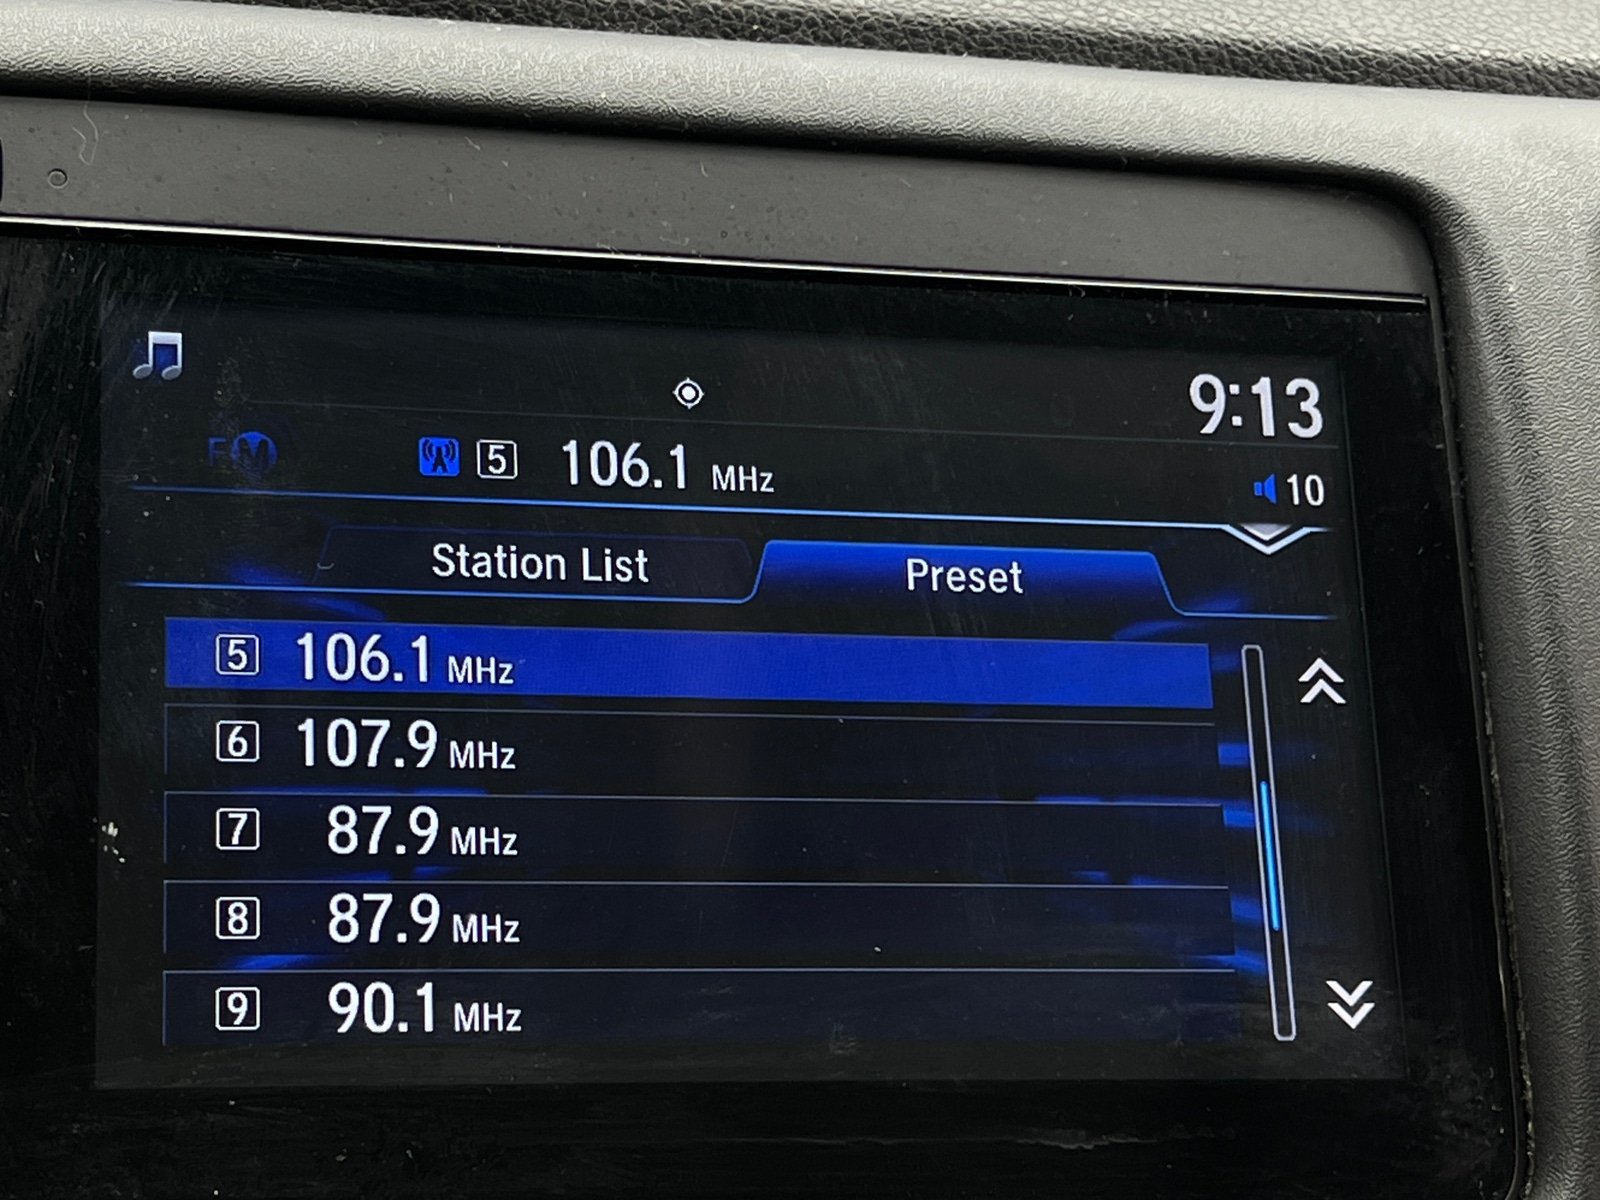 9:13
FM 5 106.1 MHz 10
Station List Preset
5 106.1 MHz
6 107.9 MHz
7 87.9 MHz
8 87.9 MHz
9 90.1 MHz